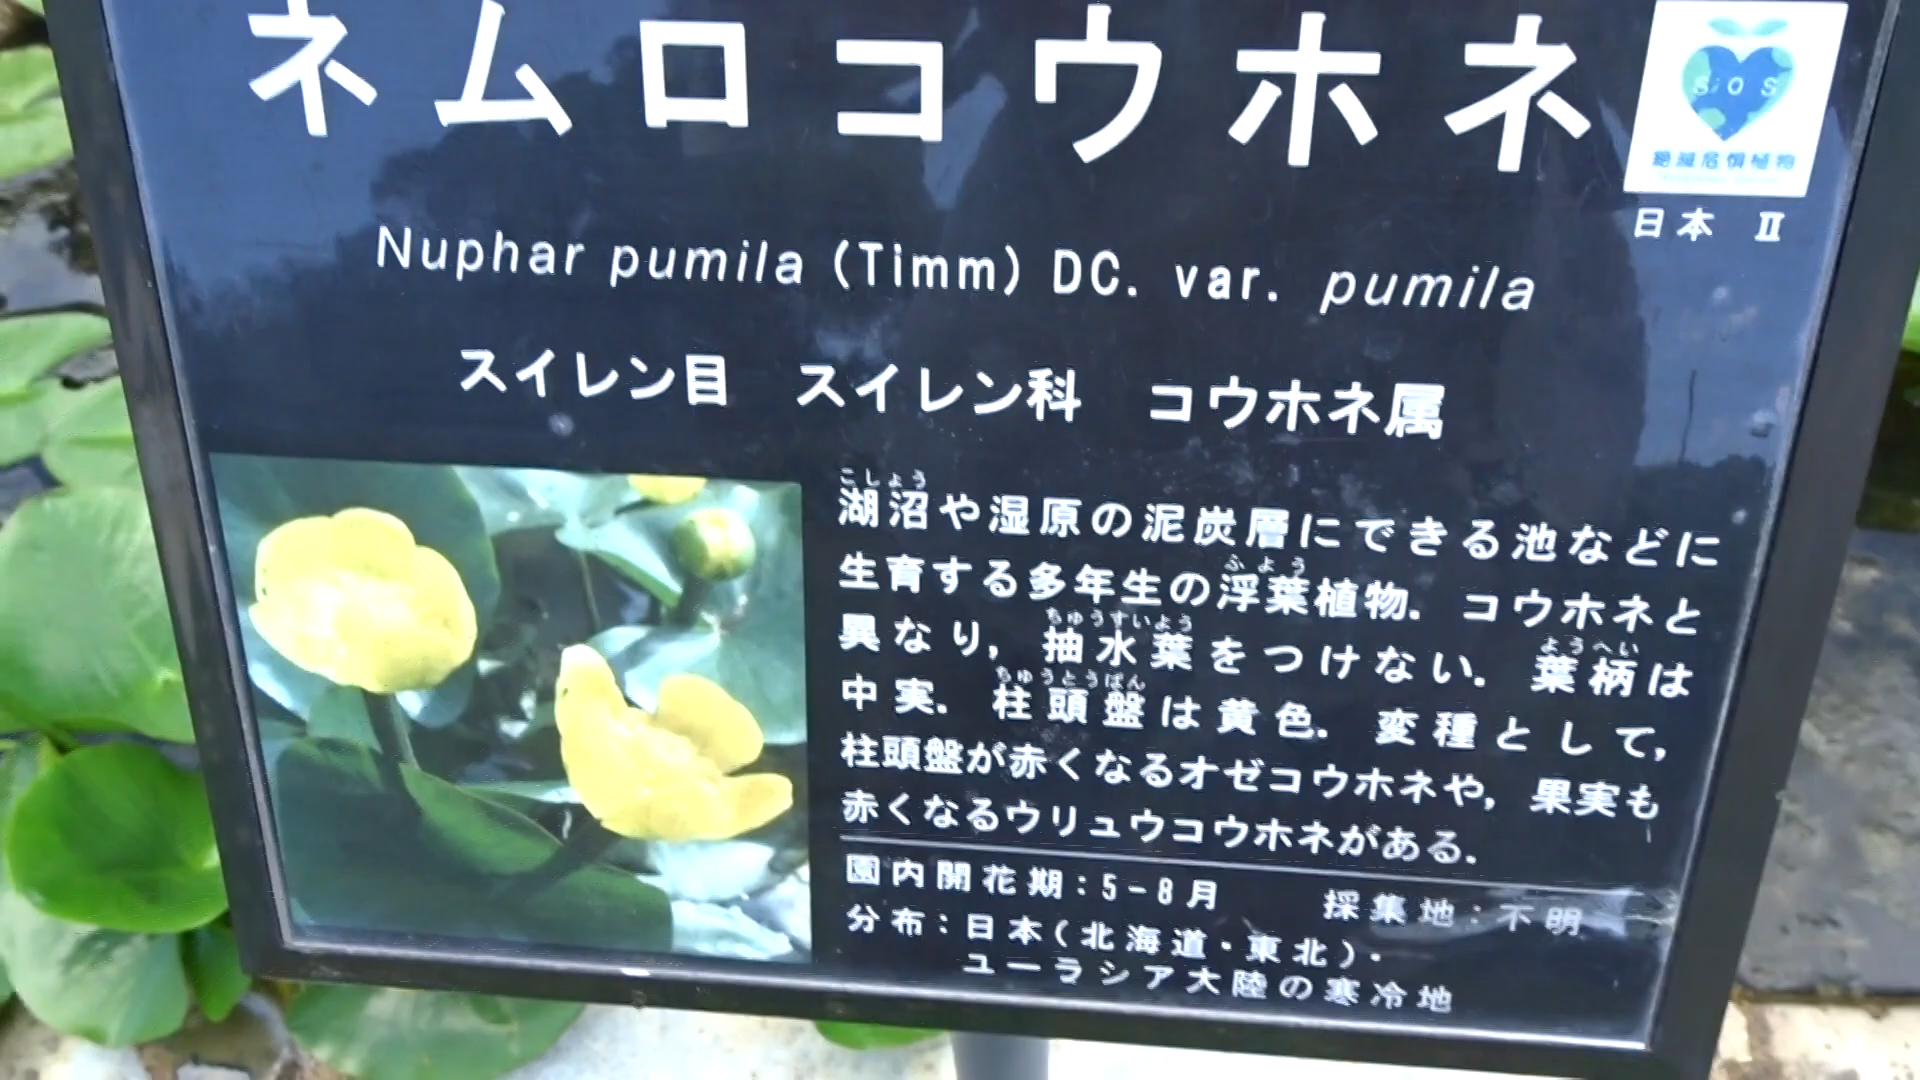 ネムロコウホネ
SiOS
絶滅危惧植物
日本 Ⅱ
Nuphar pumila (Timm) DC. var. pumila
スイレン目 スイレン科 コウホネ属
こしょう
湖沼や湿原の泥炭層にできる池などに
ふよう
生育する多年生の浮葉植物．コウホネと
ちゅうすいよう ようへい
異なり，抽水葉をつけない．葉柄は
ちゅうとうばん
中実．柱頭盤は黄色．変種として，
柱頭盤が赤くなるオゼコウホネや，果実も
赤くなるウリュウコウホネがある．
園内開花期：5-8月 採集地：不明
分布：日本（北海道・東北）・
ユーラシア大陸の寒冷地